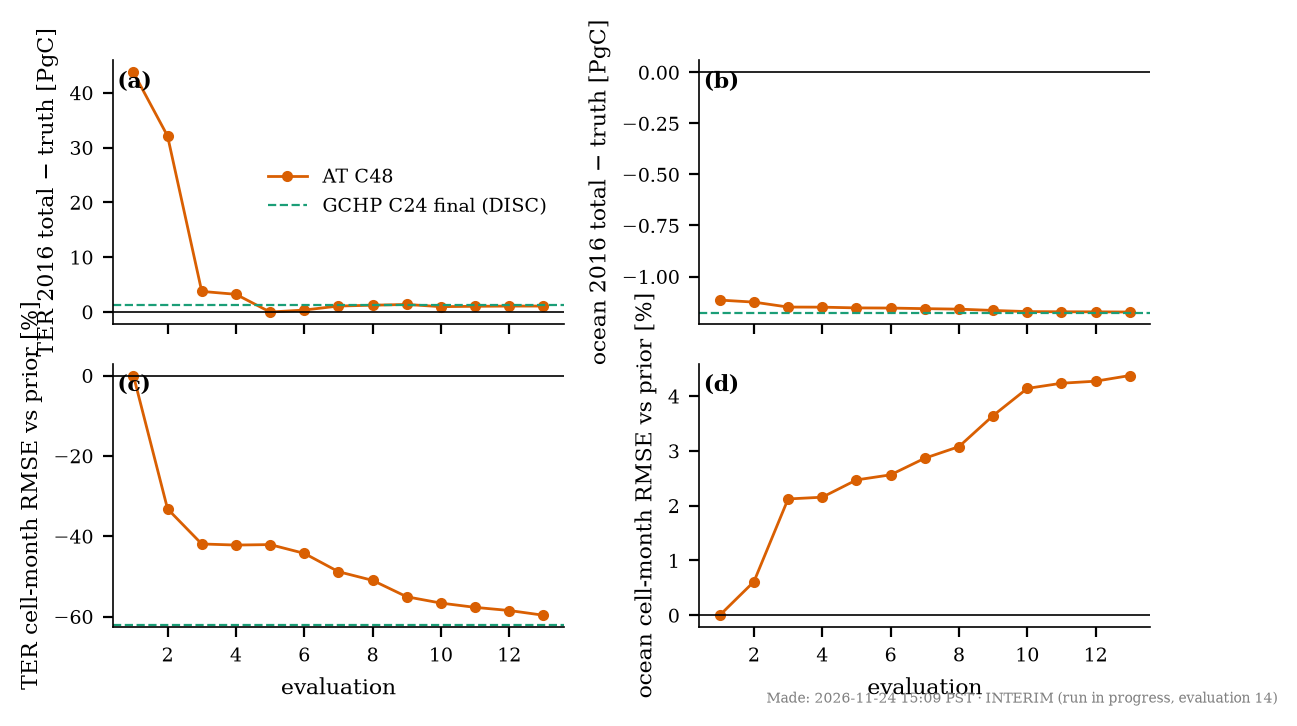 (a)
TER 2016 total − truth [PgC]
40
30
20
10
0
AT C48
GCHP C24 final (DISC)
(b)
ocean 2016 total − truth [PgC]
0.00
−0.25
−0.50
−0.75
−1.00
(c)
TER cell-month RMSE vs prior [%]
0
−20
−40
−60
2 4 6 8 10 12
evaluation
(d)
ocean cell-month RMSE vs prior [%]
4
3
2
1
0
2 4 6 8 10 12
evaluation
Made: 2026-11-24 15:09 PST · INTERIM (run in progress, evaluation 14)